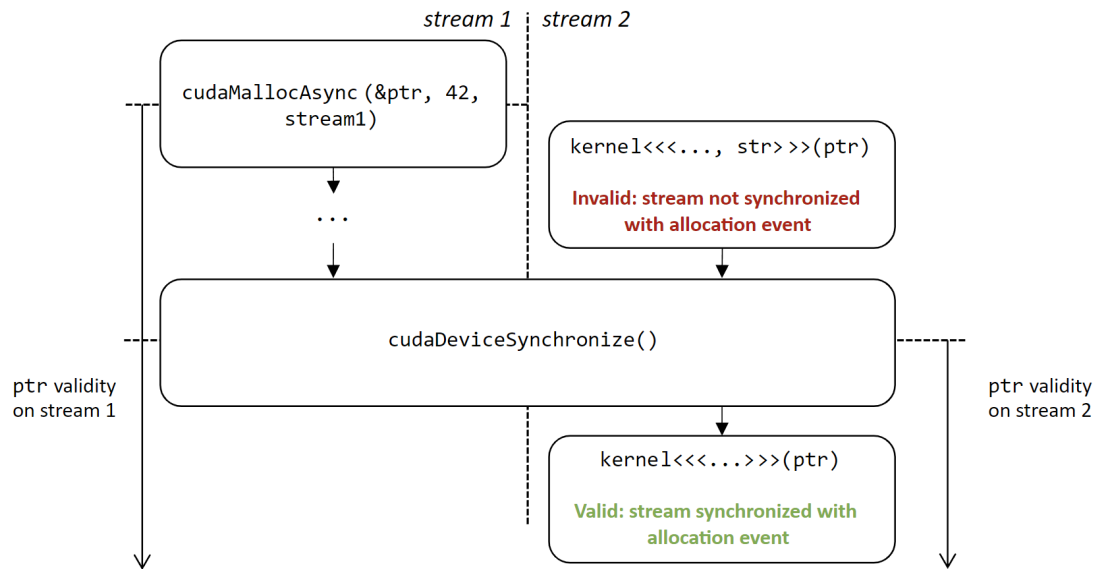 stream 1
stream 2
cudaMallocAsync(&ptr, 42,
stream1)
kernel<<<..., str>>>(ptr)
Invalid: stream not synchronized
with allocation event
...
cudaDeviceSynchronize()
ptr validity
on stream 1
ptr validity
on stream 2
kernel<<<...>>>(ptr)
Valid: stream synchronized with
allocation event